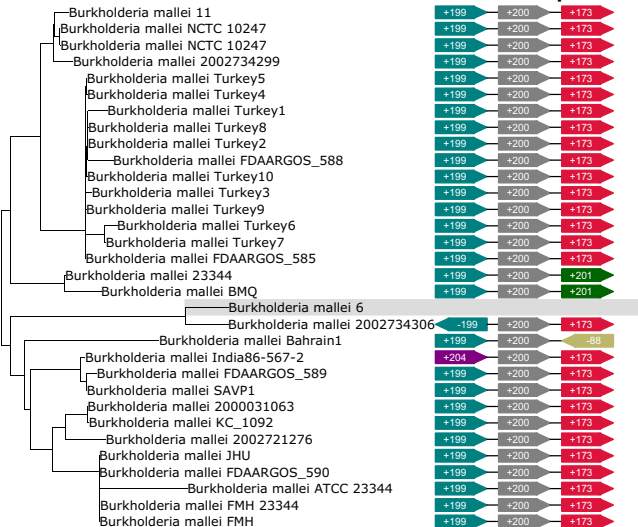 Burkholderia mallei 11 +199 +200 +173
Burkholderia mallei NCTC 10247 +199 +200 +173
Burkholderia mallei NCTC 10247 +199 +200 +173
Burkholderia mallei 2002734299 +199 +200 +173
Burkholderia mallei Turkey5 +199 +200 +173
Burkholderia mallei Turkey4 +199 +200 +173
Burkholderia mallei Turkey1 +199 +200 +173
Burkholderia mallei Turkey8 +199 +200 +173
Burkholderia mallei Turkey2 +199 +200 +173
Burkholderia mallei FDAARGOS_588 +199 +200 +173
Burkholderia mallei Turkey10 +199 +200 +173
Burkholderia mallei Turkey3 +199 +200 +173
Burkholderia mallei Turkey9 +199 +200 +173
Burkholderia mallei Turkey6 +199 +200 +173
Burkholderia mallei Turkey7 +199 +200 +173
Burkholderia mallei FDAARGOS_585 +199 +200 +173
Burkholderia mallei 23344 +199 +200 +201
Burkholderia mallei BMQ +199 +200 +201
Burkholderia mallei 6
Burkholderia mallei 2002734306 -199 +200 +173
Burkholderia mallei Bahrain1 +199 +200 -88
Burkholderia mallei India86-567-2 +204 +200 +173
Burkholderia mallei FDAARGOS_589 +199 +200 +173
Burkholderia mallei SAVP1 +199 +200 +173
Burkholderia mallei 2000031063 +199 +200 +173
Burkholderia mallei KC_1092 +199 +200 +173
Burkholderia mallei 2002721276 +199 +200 +173
Burkholderia mallei JHU +199 +200 +173
Burkholderia mallei FDAARGOS_590 +199 +200 +173
Burkholderia mallei ATCC 23344 +199 +200 +173
Burkholderia mallei FMH 23344 +199 +200 +173
Burkholderia mallei FMH +199 +200 +173